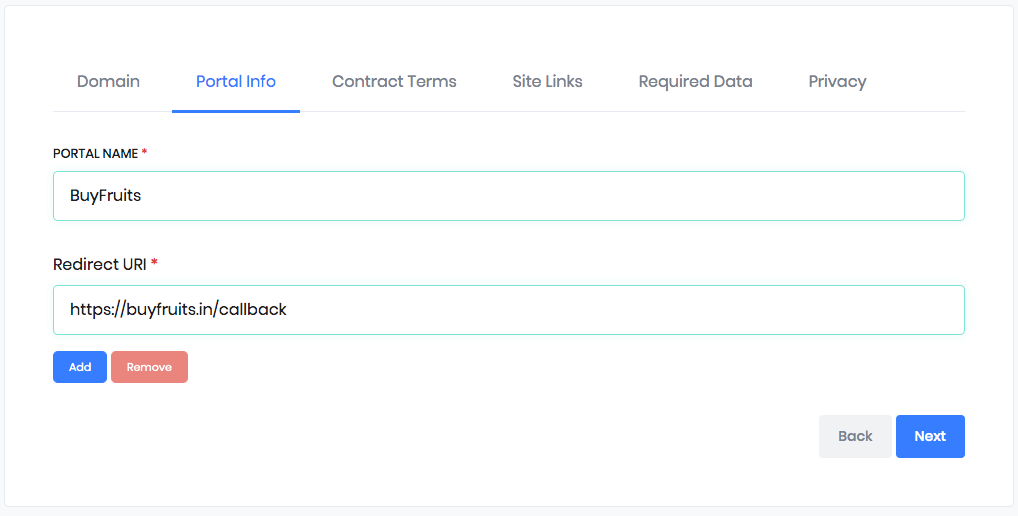 Domain Portal Info Contract Terms Site Links Required Data Privacy
PORTAL NAME *
BuyFruits
Redirect URI *
https://buyfruits.in/callback
Add Remove
Back Next